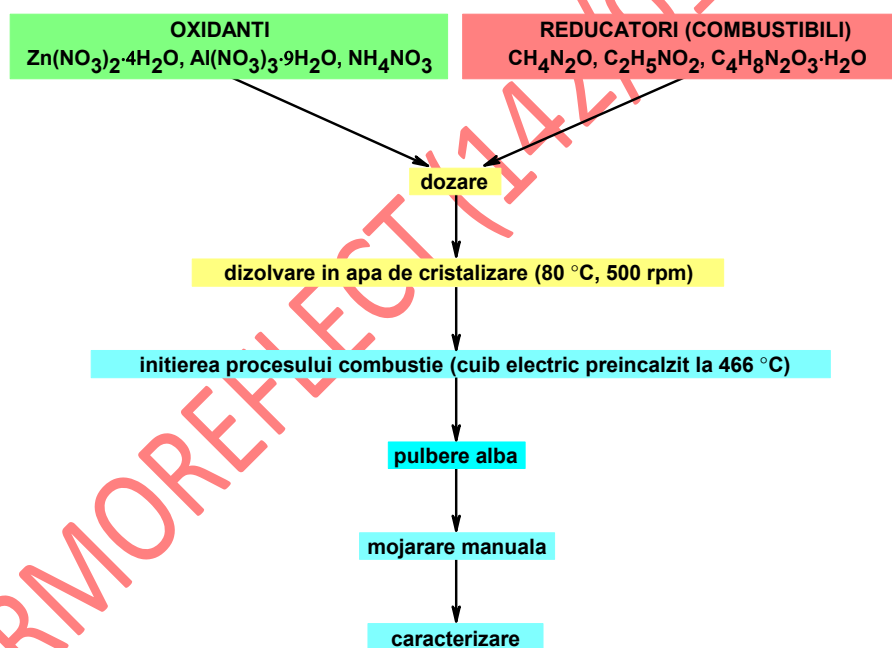 OXIDANTI
Zn(NO3)2·4H2O, Al(NO3)3·9H2O, NH4NO3
REDUCATORI (COMBUSTIBILI)
CH4N2O, C2H5NO2, C4H8N2O3·H2O
dozare
dizolvare in apa de cristalizare (80 °C, 500 rpm)
initierea procesului combustie (cuib electric preincalzit la 466 °C)
pulbere alba
mojarare manuala
caracterizare
RMOREFLECT (142/